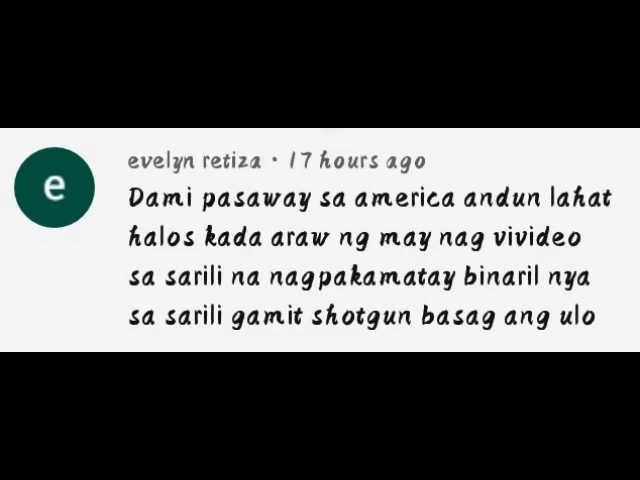 e
evelyn retiza • 17 hours ago
Dami pasaway sa america andun lahat
halos kada araw ng may nag vivideo
sa sarili na nagpakamatay binaril nya
sa sarili gamit shotgun basag ang ulo